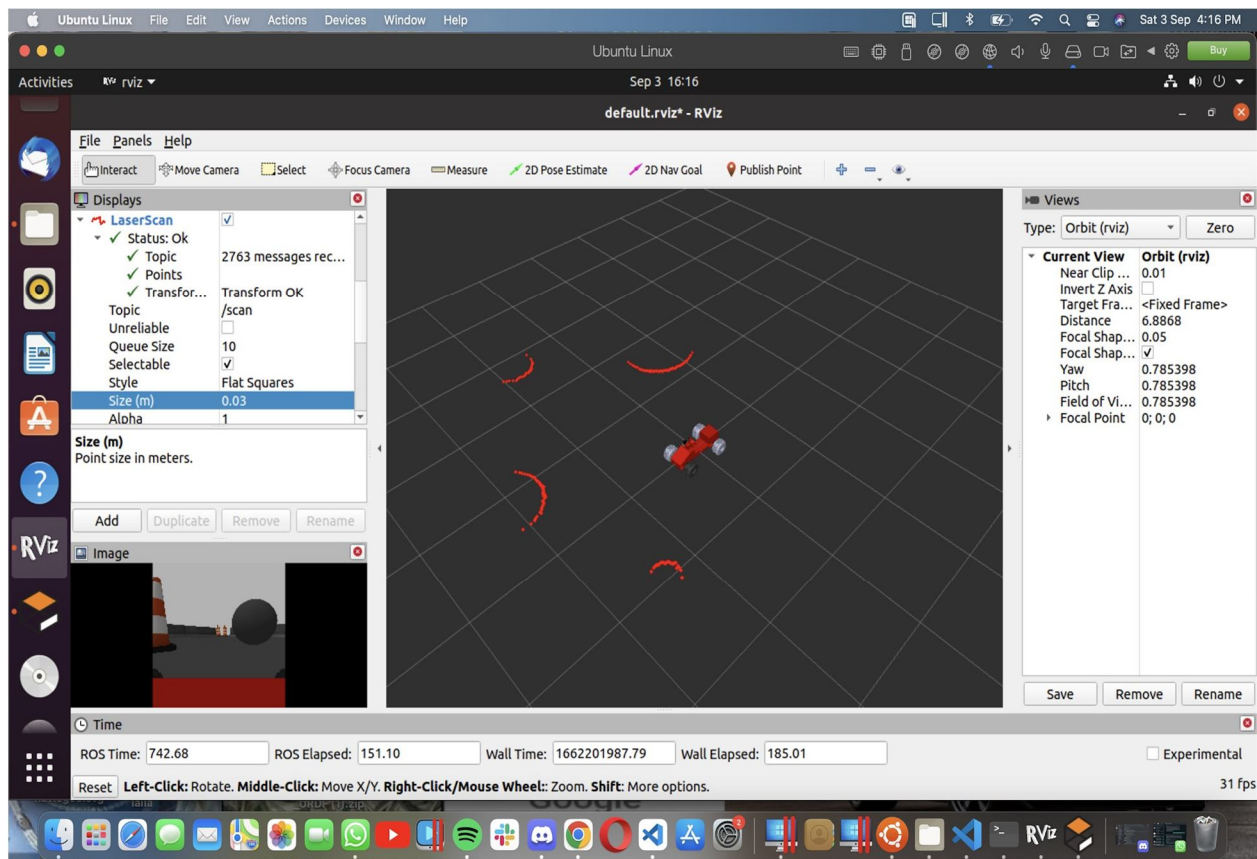 Ubuntu Linux File Edit View Actions Devices Window Help Sat 3 Sep 4:16 PM
Ubuntu Linux Buy
Activities RViz rviz Sep 3 16:16
default.rviz* - RViz
File Panels Help
Interact Move Camera Select Focus Camera Measure 2D Pose Estimate 2D Nav Goal Publish Point
Displays
LaserScan
Status: Ok
Topic 2763 messages rec...
Points
Transfor... Transform OK
Topic /scan
Unreliable
Queue Size 10
Selectable
Style Flat Squares
Size (m) 0.03
Alpha 1
Size (m)
Point size in meters.
Add Duplicate Remove Rename
Image
Views
Type: Orbit (rviz) Zero
Current View Orbit (rviz)
Near Clip ... 0.01
Invert Z Axis
Target Fra... <Fixed Frame>
Distance 6.8868
Focal Shap... 0.05
Focal Shap...
Yaw 0.785398
Pitch 0.785398
Field of Vi... 0.785398
Focal Point 0; 0; 0
Save Remove Rename
RViz
Time
ROS Time: 742.68 ROS Elapsed: 151.10 Wall Time: 1662201987.79 Wall Elapsed: 185.01 Experimental
Reset Left-Click: Rotate. Middle-Click: Move X/Y. Right-Click/Mouse Wheel:: Zoom. Shift: More options. 31 fps
Google
2 RViz